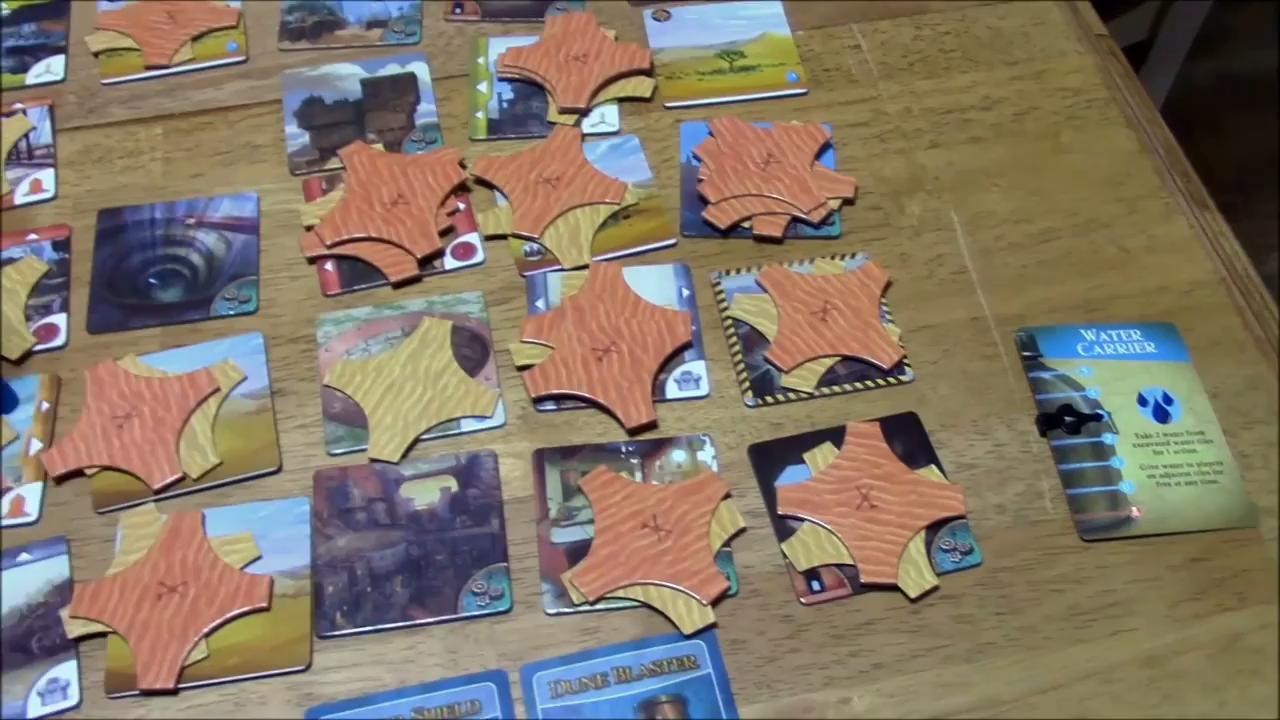 WATER
CARRIER
Take 2 water from
excavated water tiles
for 1 action.
Give water to players
on adjacent tiles for
free at any time.
DUNE BLASTER
SHIELD